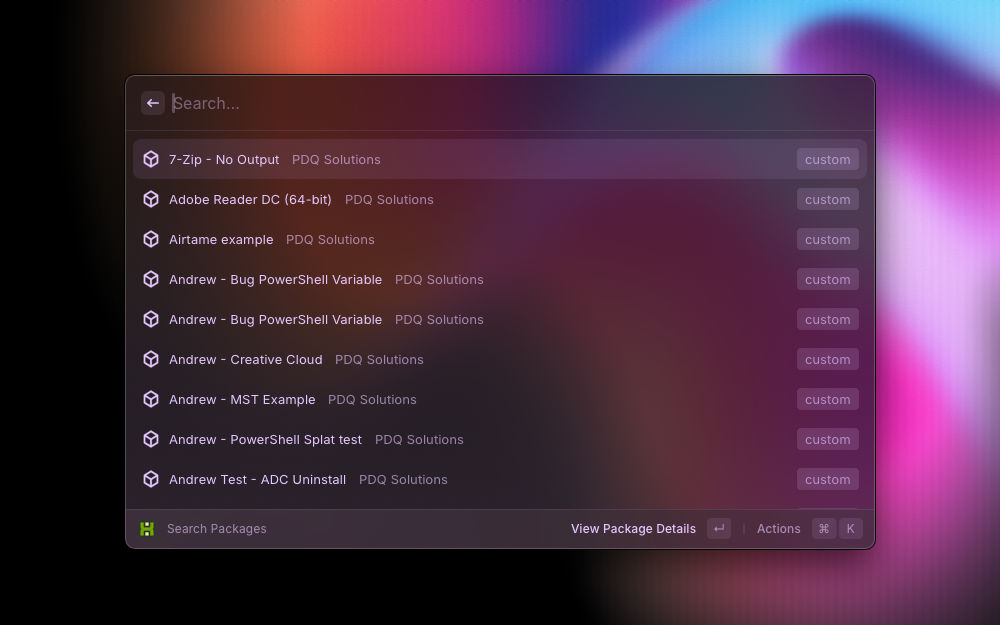 Search...
7-Zip - No Output PDQ Solutions custom
Adobe Reader DC (64-bit) PDQ Solutions custom
Airtame example PDQ Solutions custom
Andrew - Bug PowerShell Variable PDQ Solutions custom
Andrew - Bug PowerShell Variable PDQ Solutions custom
Andrew - Creative Cloud PDQ Solutions custom
Andrew - MST Example PDQ Solutions custom
Andrew - PowerShell Splat test PDQ Solutions custom
Andrew Test - ADC Uninstall PDQ Solutions custom
Search Packages View Package Details ↵ Actions ⌘ K